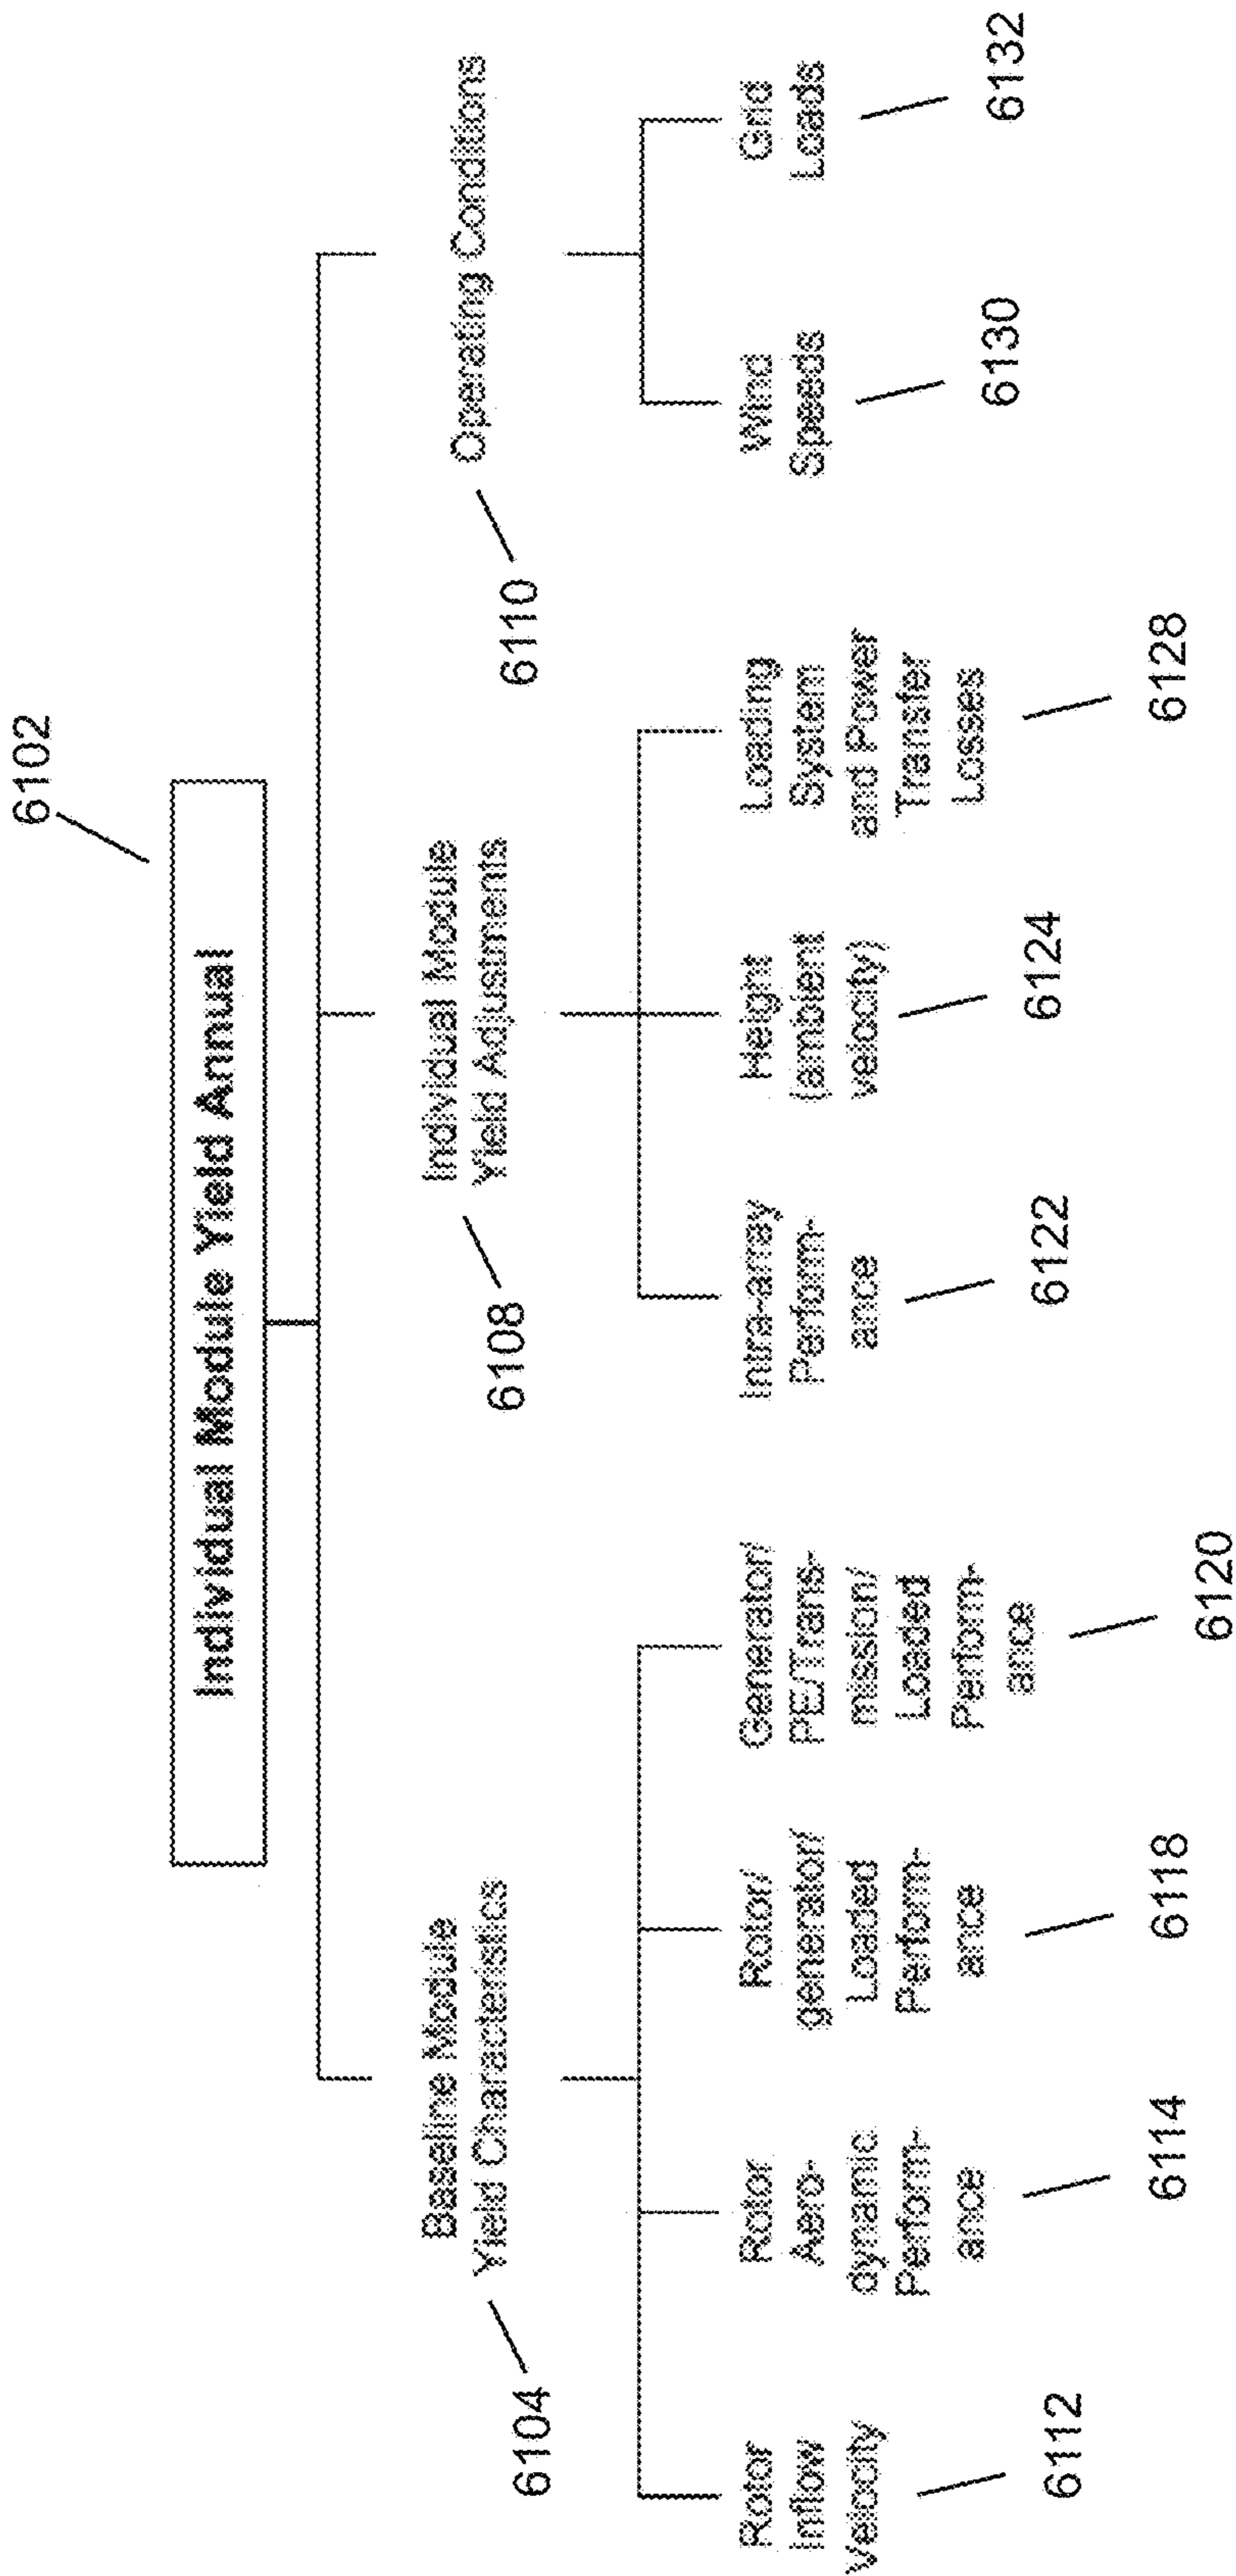 6102
Individual Module Yield Annual
Baseline Module
Yield Characteristics
6104
Individual Module
Yield Adjustments
6108
Operating Conditions
6110
Rotor
Inflow
Velocity
6112
Rotor
Aero-
dynamic
Perform-
ance
6114
Rotor/
generator/
Loaded
Perform-
ance
6118
Generator/
PE/Trans-
mission/
Loaded
Perform-
ance
6120
Intra-array
Perform-
ance
6122
Height
(ambient
velocity)
6124
Loading
System
and Power
Transfer
Losses
6128
Wind
Speeds
6130
Grid
Loads
6132